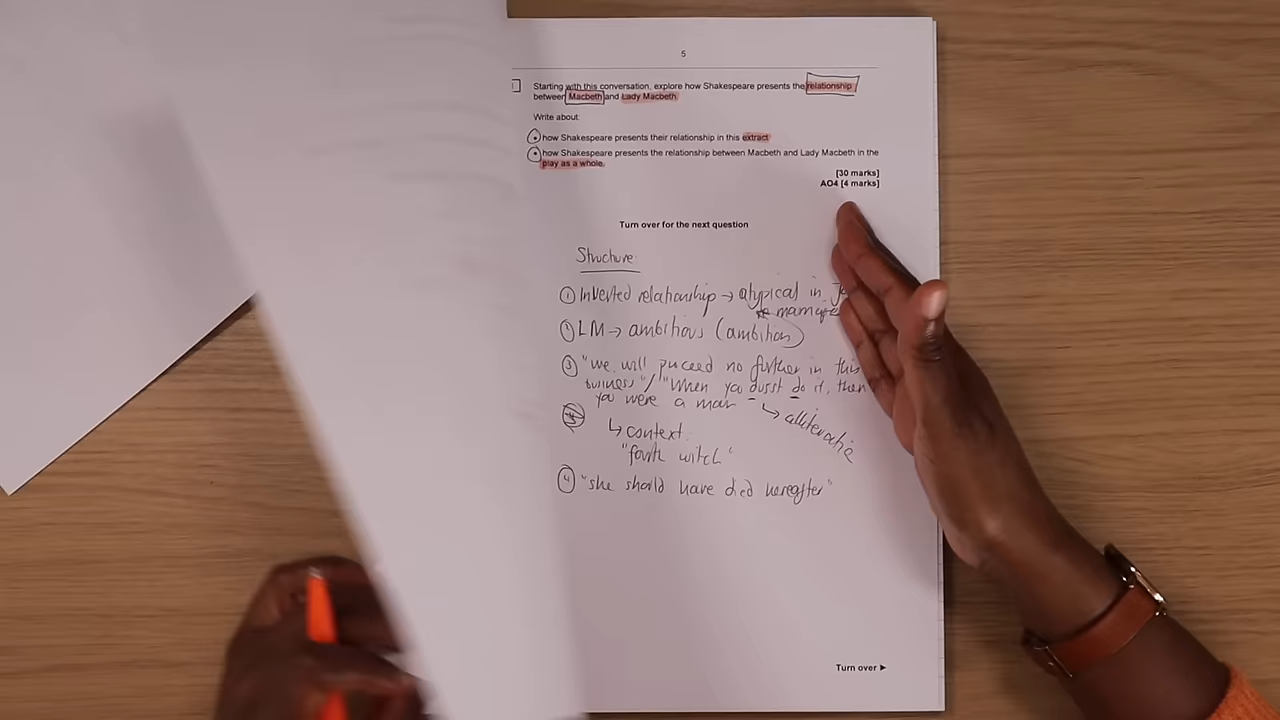 5
Starting with this conversation, explore how Shakespeare presents the relationship
between Macbeth and Lady Macbeth
Write about:
• how Shakespeare presents their relationship in this extract
• how Shakespeare presents the relationship between Macbeth and Lady Macbeth in the
play as a whole.
[30 marks]
AO4 [4 marks]
Turn over for the next question
Structure
① Inverted relationship → atypical in
② LM → ambitious (ambition)
③ "we will puceed no further in this
business" / "When you durst do it, then
you were a man
↳ alliteratio
↳ context
"fourth witch"
④ "she should have died hereafter"
Turn over ▶